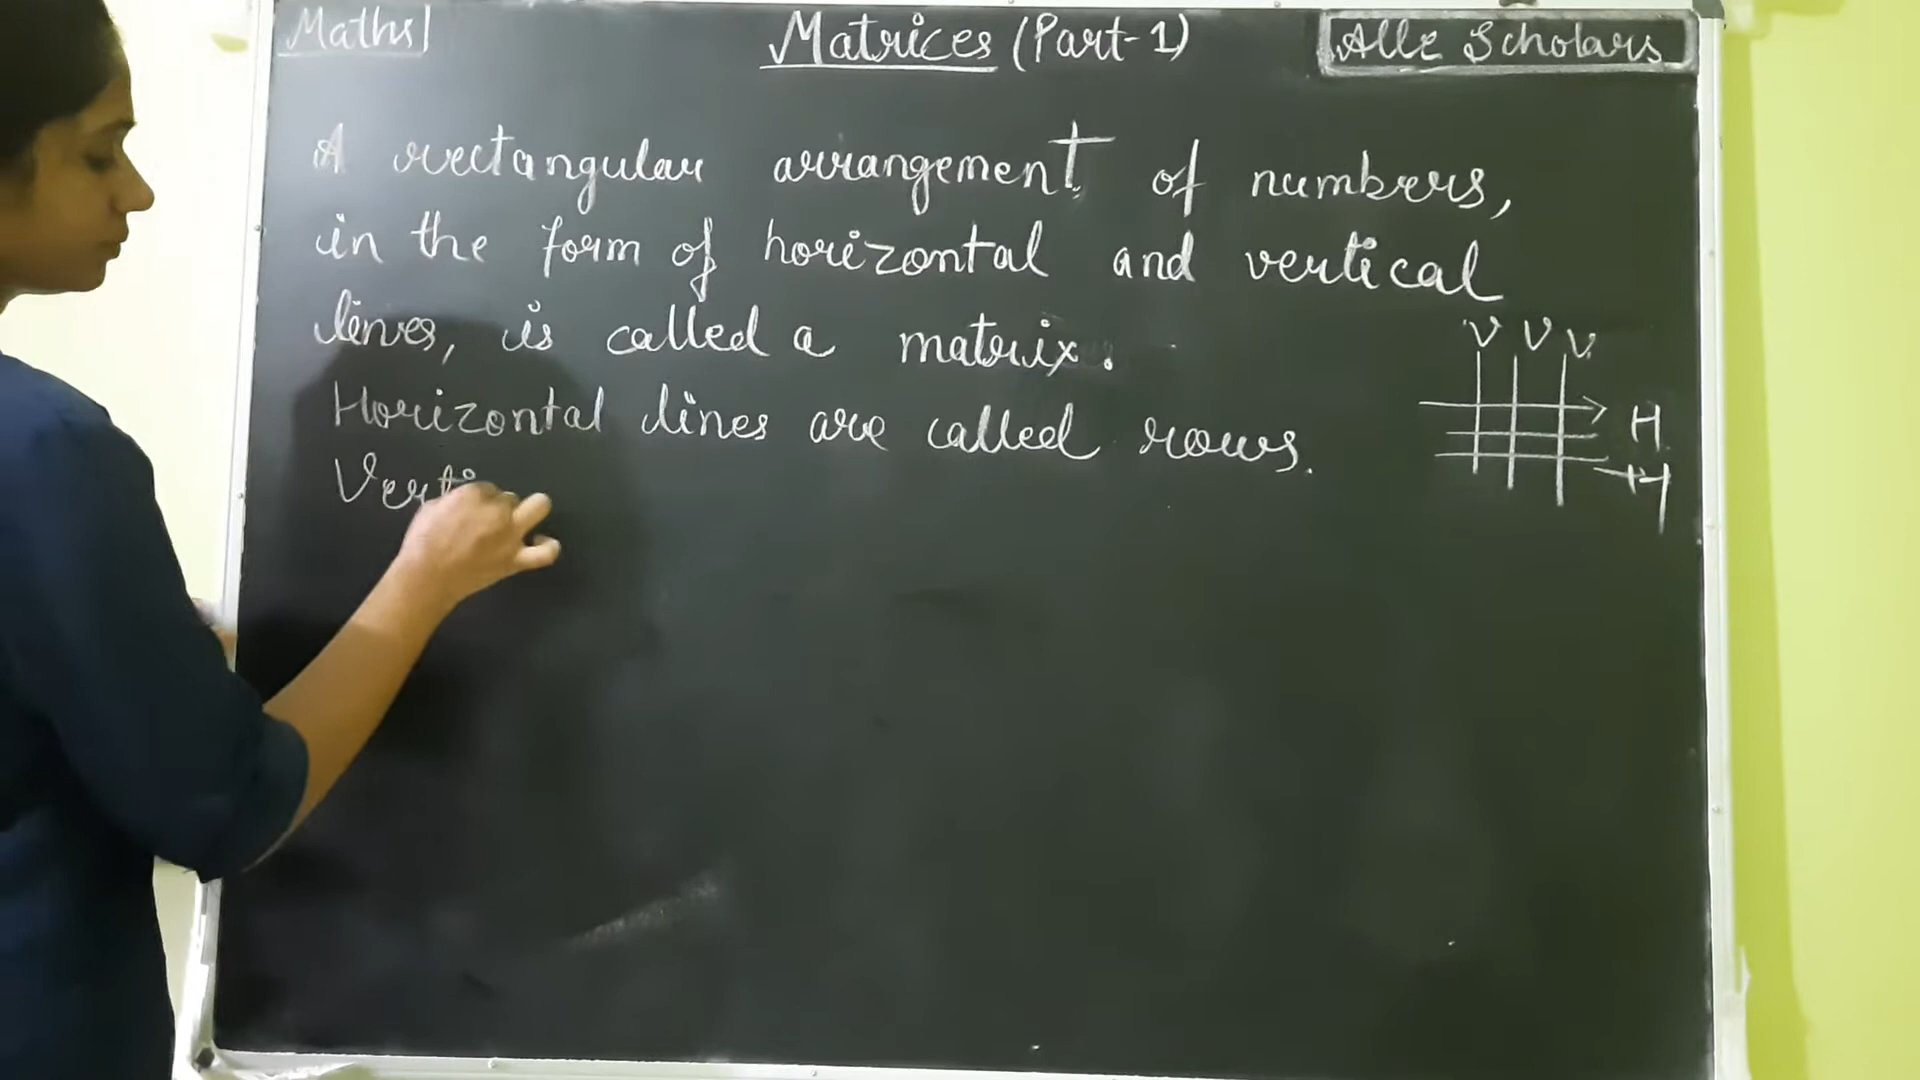 Maths
Matrices (Part-1)
Alle Scholars
A rectangular arrangement of numbers,
in the form of horizontal and vertical
lines, is called a matrix.
Horizontal lines are called rows.
Verti
V V V
H
H